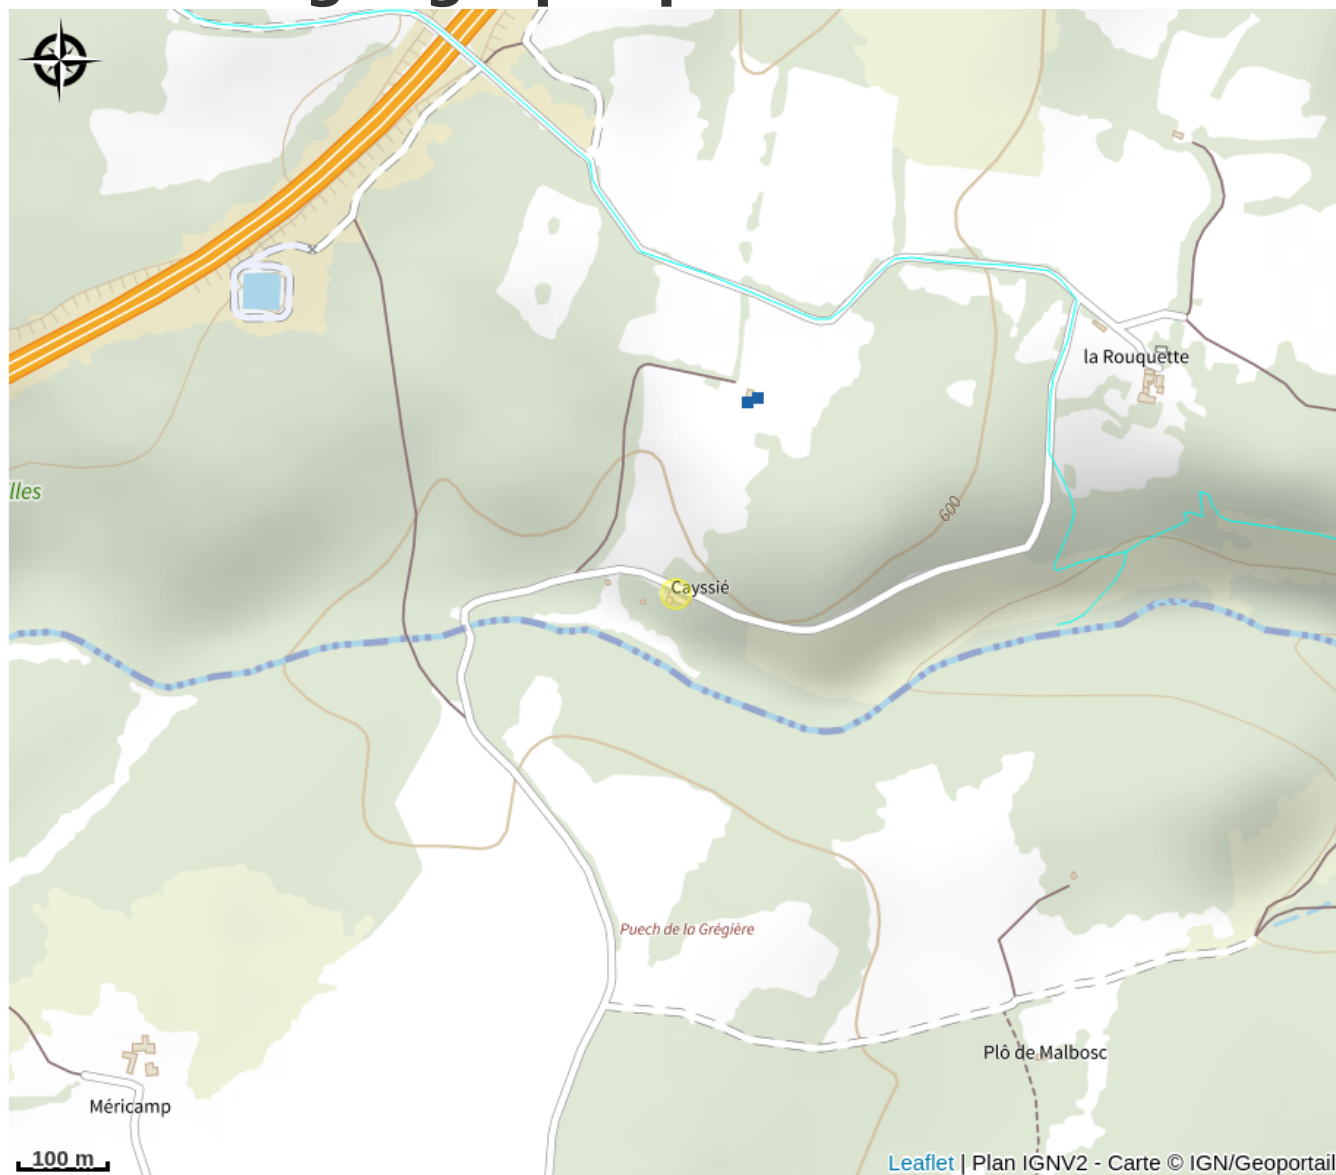 la Rouquette
lles
600
Cayssié
Puech de la Grégière
Plô de Malbosc
Méricamp
100 m
Leaflet | Plan IGNV2 - Carte © IGN/Geoportail